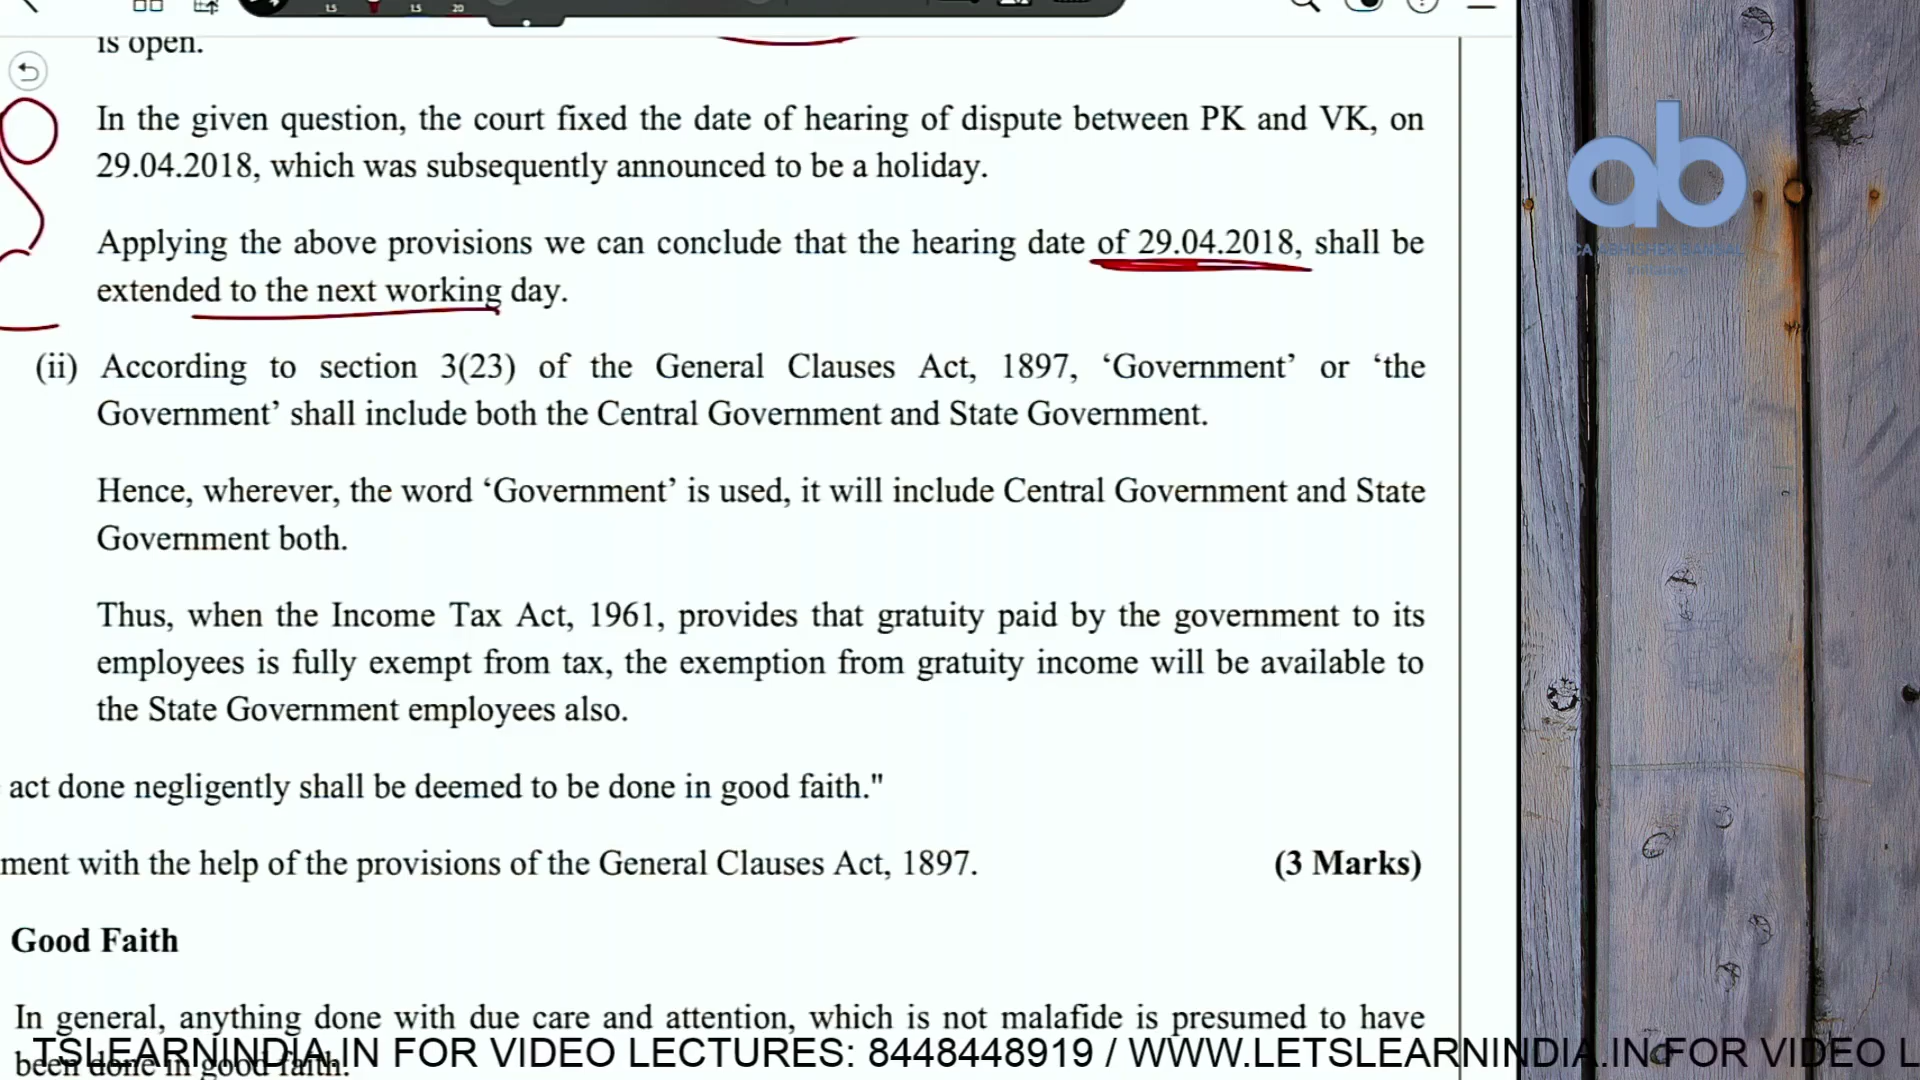 15
15
20
is open.
In the given question, the court fixed the date of hearing of dispute between PK and VK, on
29.04.2018, which was subsequently announced to be a holiday.
Applying the above provisions we can conclude that the hearing date of 29.04.2018, shall be
extended to the next working day.
(ii) According to section 3(23) of the General Clauses Act, 1897, ‘Government’ or ‘the
Government’ shall include both the Central Government and State Government.
Hence, wherever, the word ‘Government’ is used, it will include Central Government and State
Government both.
Thus, when the Income Tax Act, 1961, provides that gratuity paid by the government to its
employees is fully exempt from tax, the exemption from gratuity income will be available to
the State Government employees also.
act done negligently shall be deemed to be done in good faith."
ment with the help of the provisions of the General Clauses Act, 1897.
(3 Marks)
Good Faith
In general, anything done with due care and attention, which is not malafide is presumed to have
been done in good faith.
TSLEARNINDIA.IN FOR VIDEO LECTURES: 8448448919 / WWW.LETSLEARNINDIA.IN FOR VIDEO L
ab